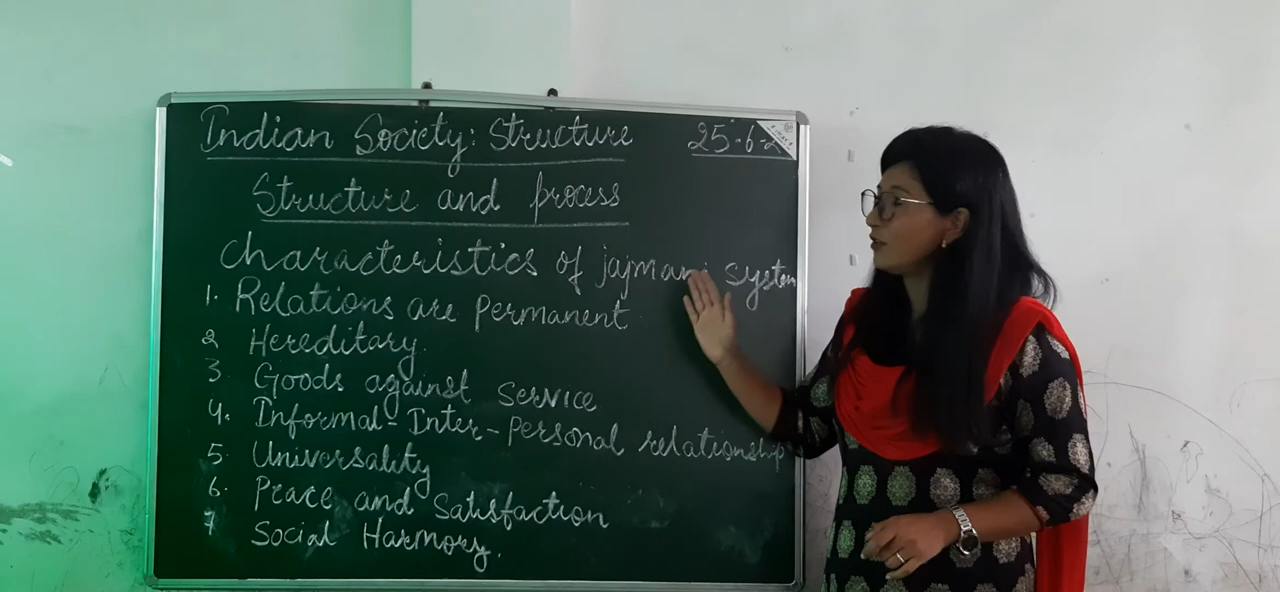 Indian Society: Structure
25-6-2
Structure and process
Characteristics of jajmani system
1. Relations are permanent
2 Hereditary.
3. Goods against service
4. Informal-Inter-personal relationship
5. Universality
6. Peace and Satisfaction
7 Social Harmony.